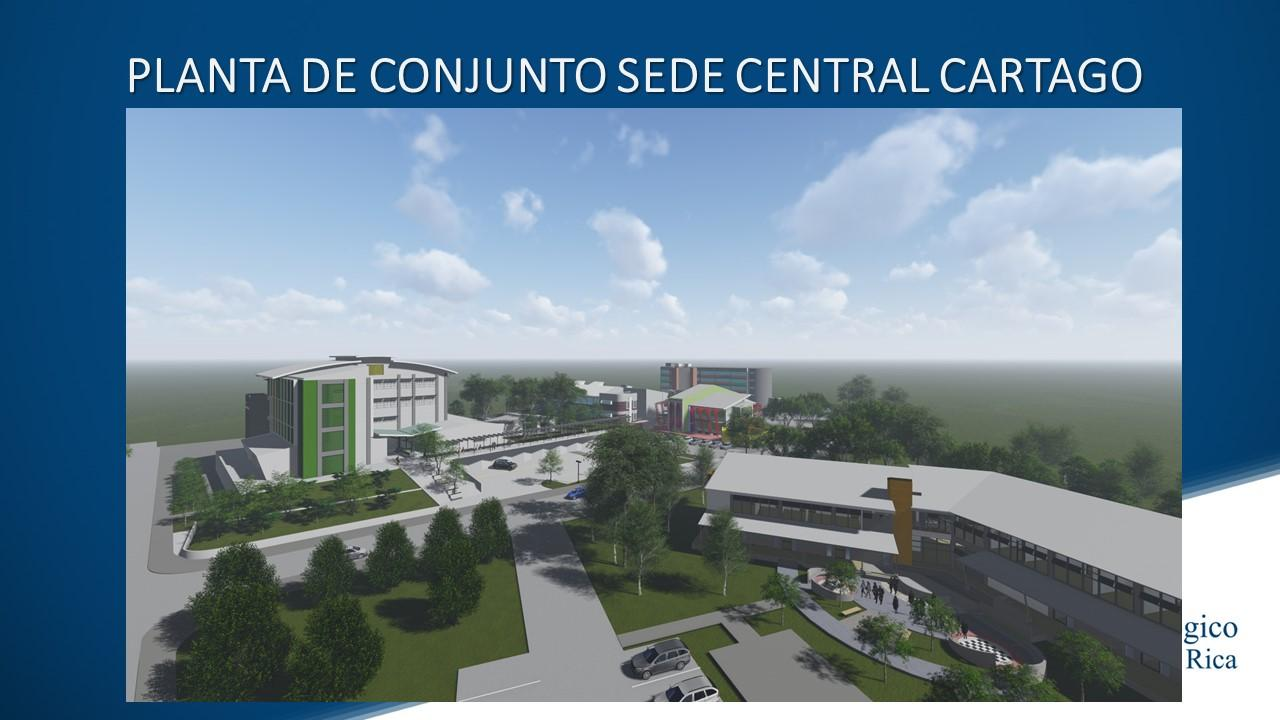 PLANTA DE CONJUNTO SEDE CENTRAL CARTAGO
gico
Rica